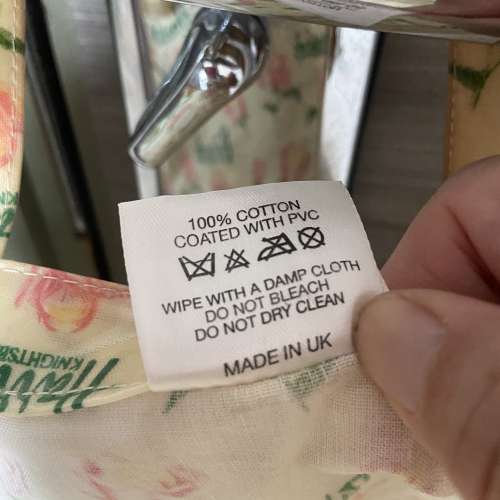 100% COTTON
COATED WITH PVC
WIPE WITH A DAMP CLOTH
DO NOT BLEACH
DO NOT DRY CLEAN
MADE IN UK
KNIGHTSB